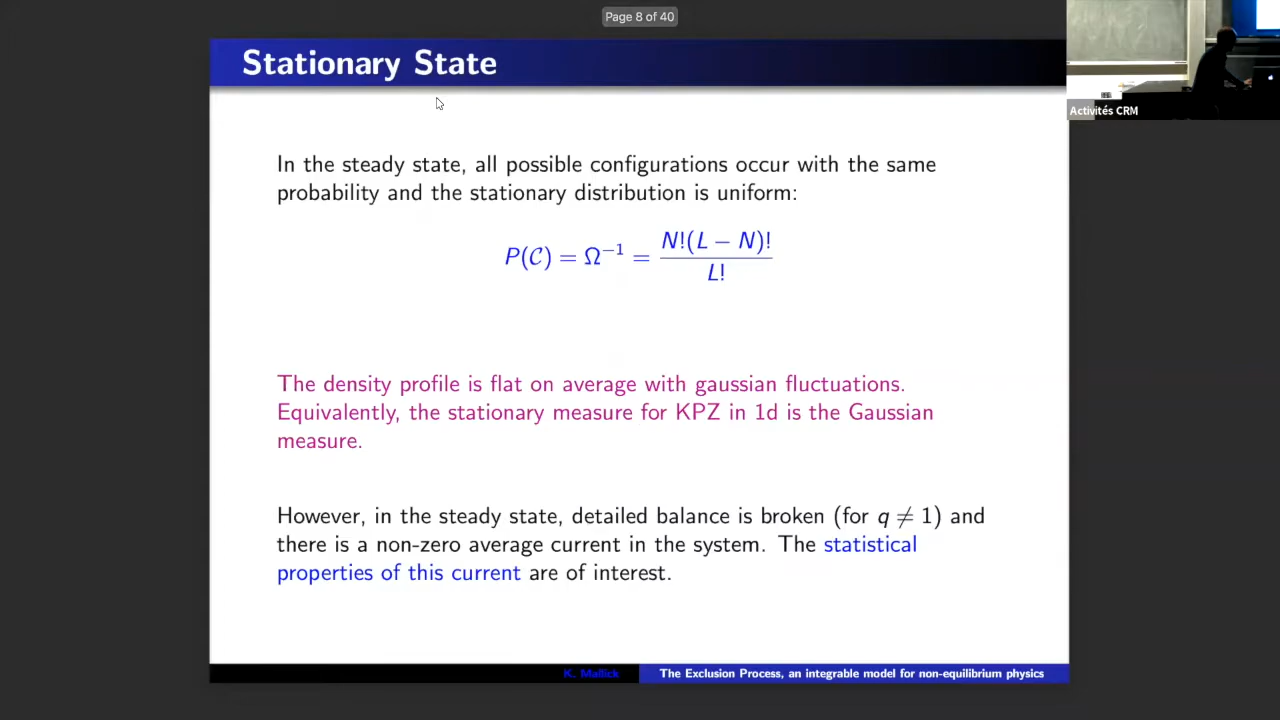 Page 8 of 40
Stationary State
Activités CRM
In the steady state, all possible configurations occur with the same
probability and the stationary distribution is uniform:
P(C) = Ω⁻¹ = N!(L − N)! / L!
The density profile is flat on average with gaussian fluctuations.
Equivalently, the stationary measure for KPZ in 1d is the Gaussian
measure.
However, in the steady state, detailed balance is broken (for q ≠ 1) and
there is a non-zero average current in the system. The statistical
properties of this current are of interest.
K. Mallick The Exclusion Process, an integrable model for non-equilibrium physics